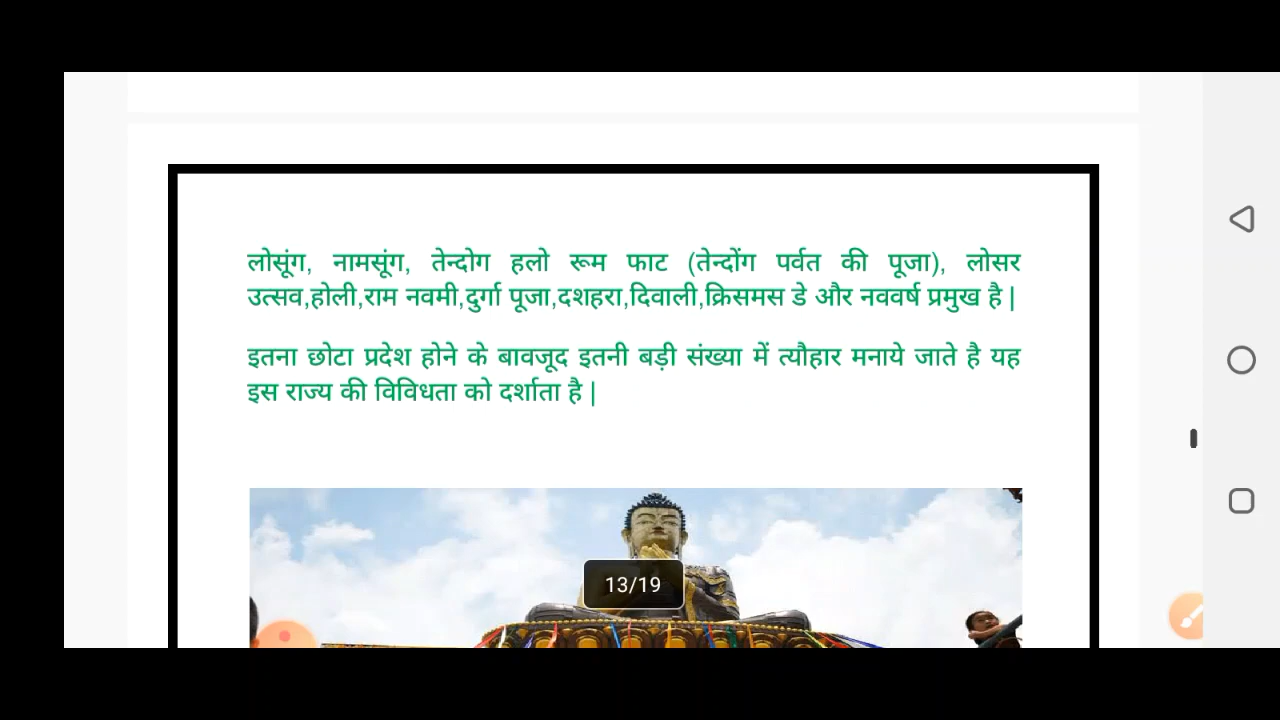 लोसूंग, नामसूंग, तेन्दोग हलो रूम फाट (तेन्दोंग पर्वत की पूजा), लोसर
उत्सव,होली,राम नवमी,दुर्गा पूजा,दशहरा,दिवाली,क्रिसमस डे और नववर्ष प्रमुख है |
इतना छोटा प्रदेश होने के बावजूद इतनी बड़ी संख्या में त्यौहार मनाये जाते है यह
इस राज्य की विविधता को दर्शाता है |
13/19